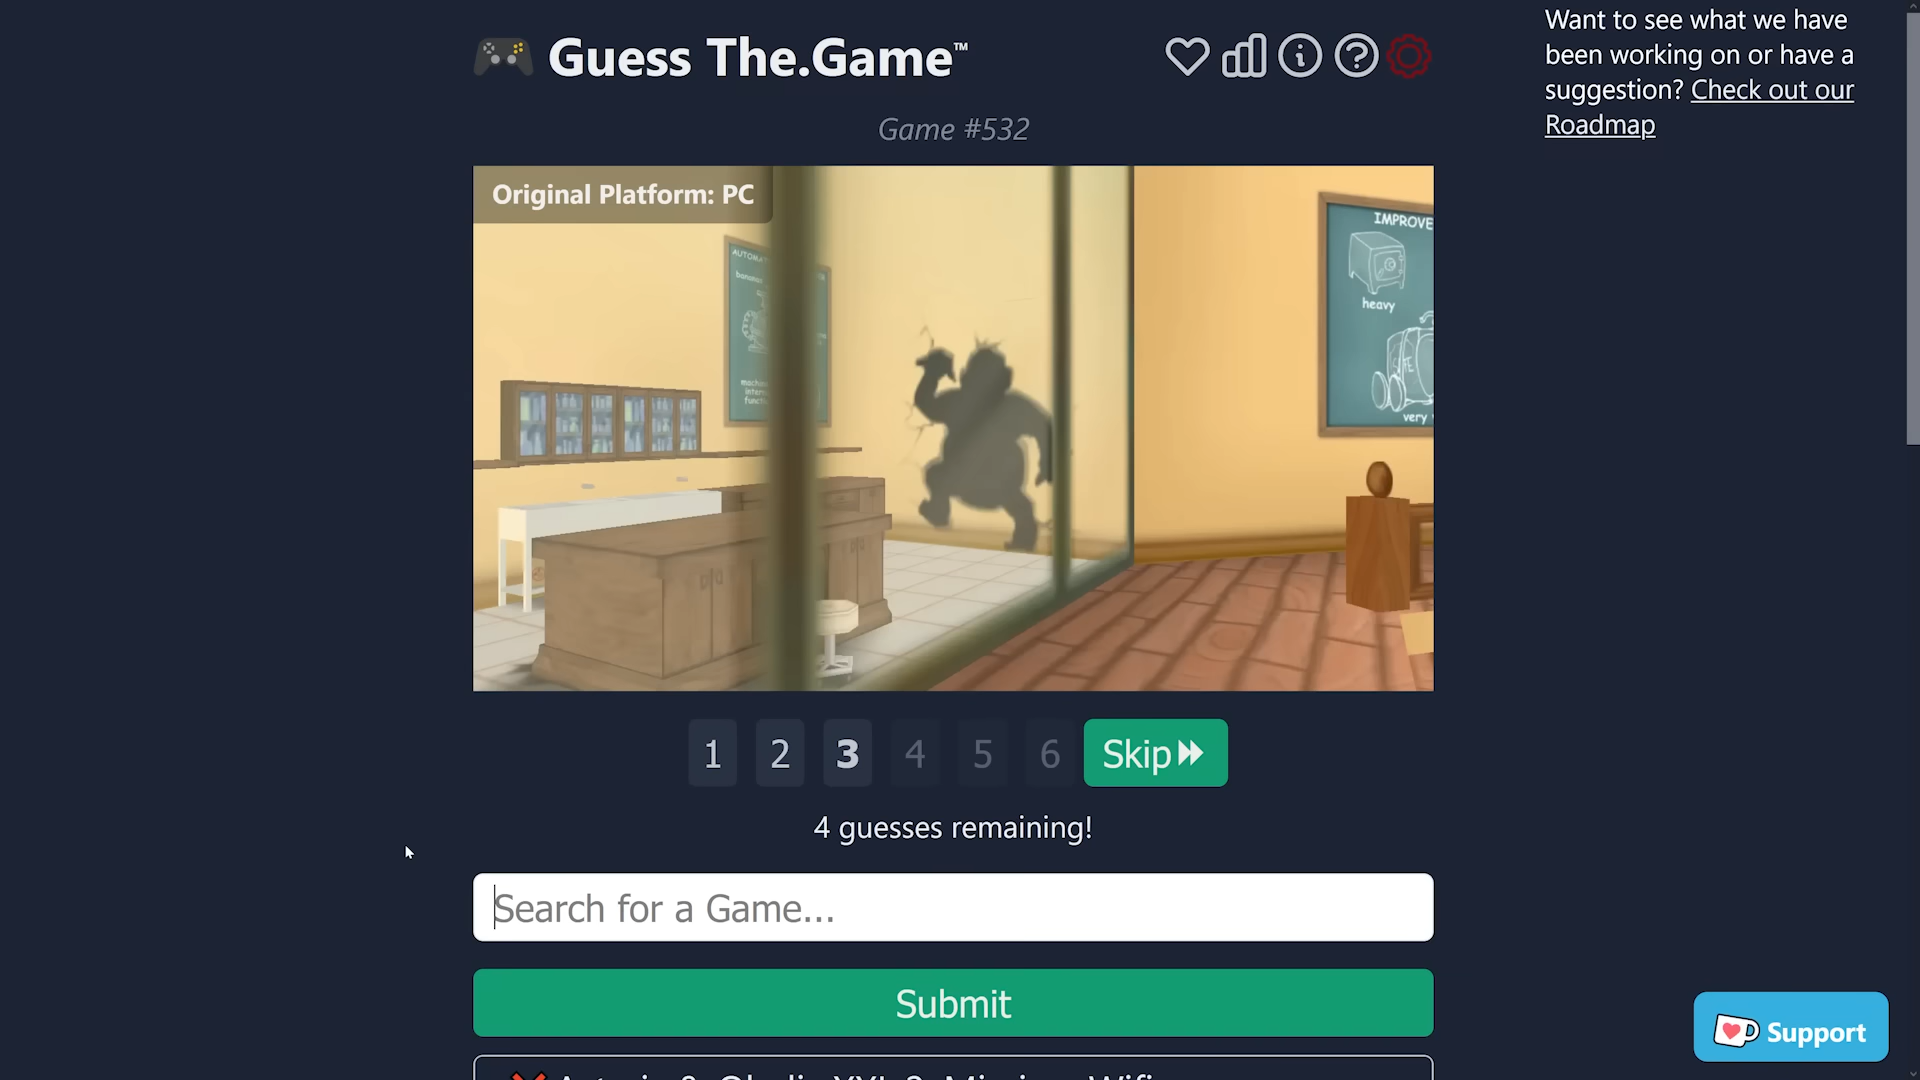 Guess The.Game™
Want to see what we have
been working on or have a
suggestion? Check out our
Roadmap
Game #532
Original Platform: PC
IMPROVE
heavy
very
1 2 3 4 5 6 Skip
4 guesses remaining!
Search for a Game...
Submit
Support